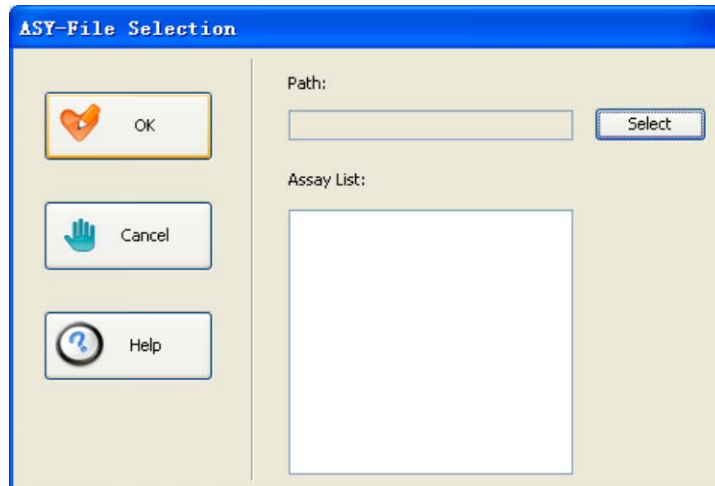 ASY-File Selection
OK
Cancel
Help
Path:
Select
Assay List: